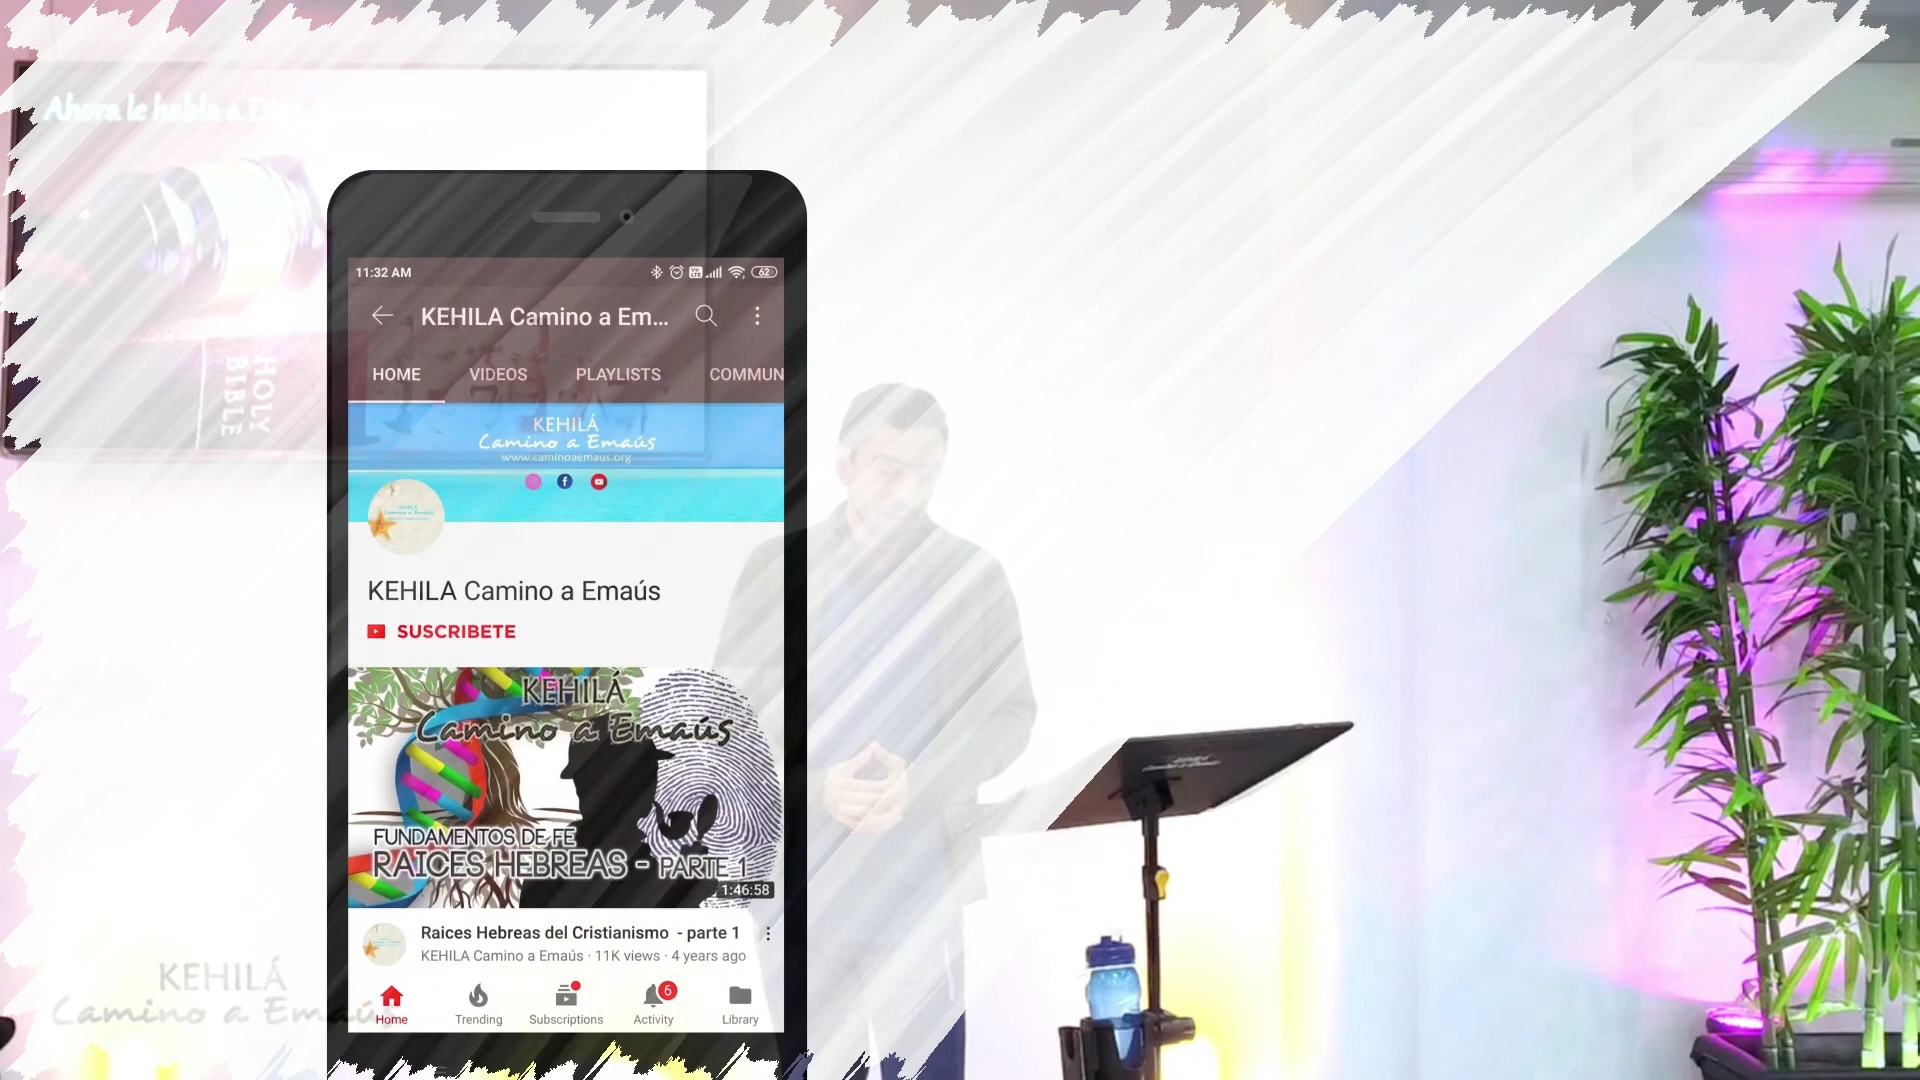 Ahora le habla a
HOLY
BIBLE
11:32 AM
62
KEHILA Camino a Em...
HOME VIDEOS PLAYLISTS COMMUN
KEHILÁ
Camino a Emaús
www.caminoaemaus.org
KEHILA Camino a Emaús
SUSCRIBETE
KEHILÁ
Camino a Emaús
FUNDAMENTOS DE FE
RAICES HEBREAS - PARTE 1
1:46:58
Raices Hebreas del Cristianismo - parte 1
KEHILA Camino a Emaús · 11K views · 4 years ago
6
Home Trending Subscriptions Activity Library
KEHILÁ
Camino a Emaús